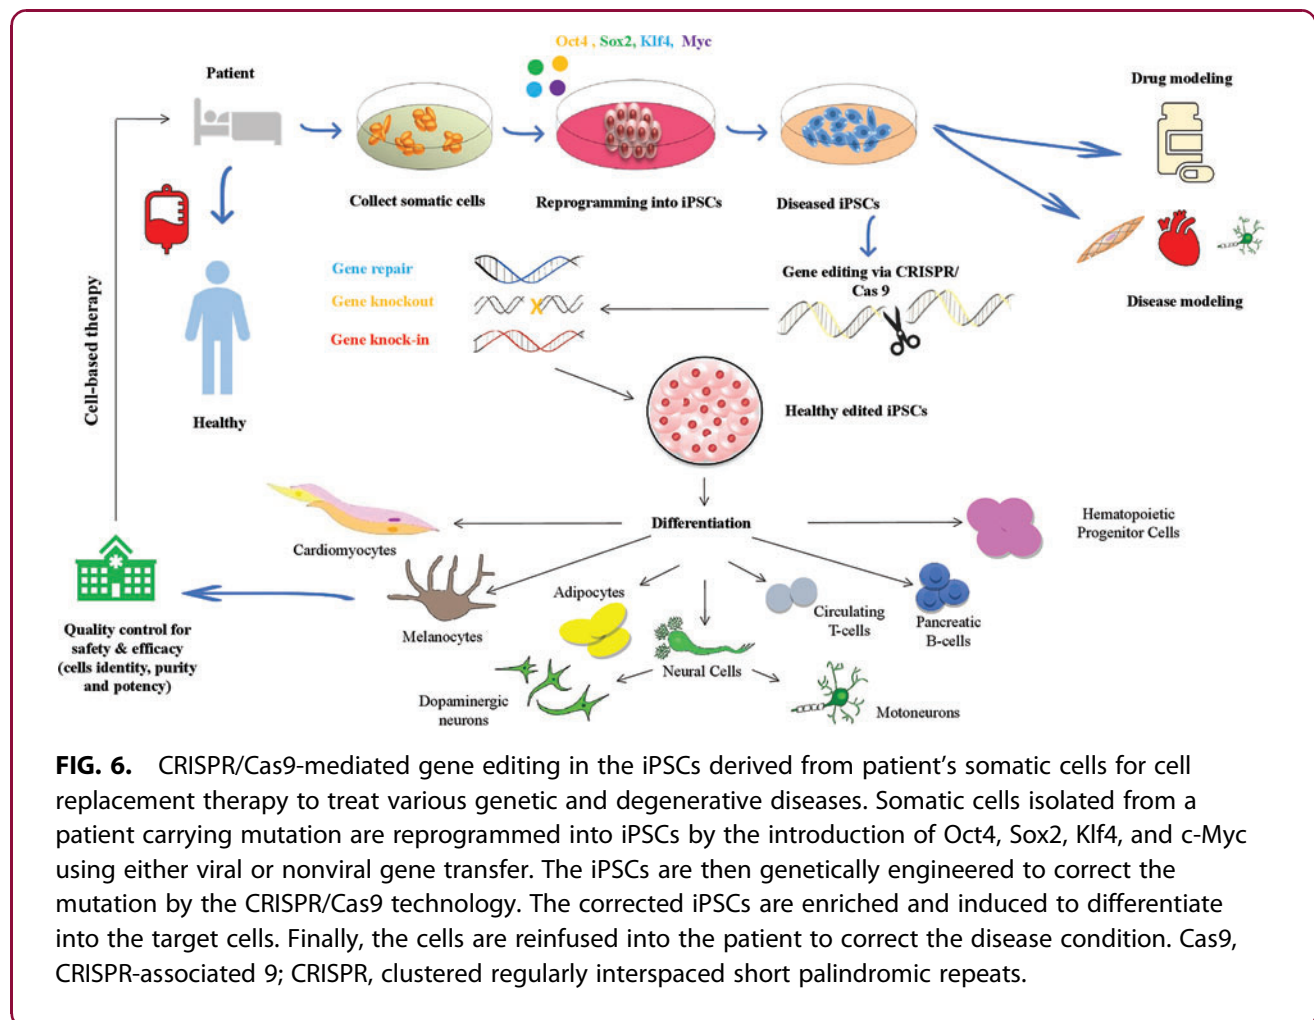 Oct4 , Sox2, Klf4, Myc
Patient
Drug modeling
Collect somatic cells
Reprogramming into iPSCs
Diseased iPSCs
Gene repair
Gene knockout
Gene knock-in
Gene editing via CRISPR/
Cas 9
Disease modeling
Cell-based therapy
Healthy
Healthy edited iPSCs
Differentiation
Cardiomyocytes
Hematopoietic
Progenitor Cells
Melanocytes
Adipocytes
Circulating
T-cells
Pancreatic
B-cells
Quality control for
safety & efficacy
(cells identity, purity
and potency)
Neural Cells
Dopaminergic
neurons
Motoneurons
FIG. 6. CRISPR/Cas9-mediated gene editing in the iPSCs derived from patient's somatic cells for cell
replacement therapy to treat various genetic and degenerative diseases. Somatic cells isolated from a
patient carrying mutation are reprogrammed into iPSCs by the introduction of Oct4, Sox2, Klf4, and c-Myc
using either viral or nonviral gene transfer. The iPSCs are then genetically engineered to correct the
mutation by the CRISPR/Cas9 technology. The corrected iPSCs are enriched and induced to differentiate
into the target cells. Finally, the cells are reinfused into the patient to correct the disease condition. Cas9,
CRISPR-associated 9; CRISPR, clustered regularly interspaced short palindromic repeats.